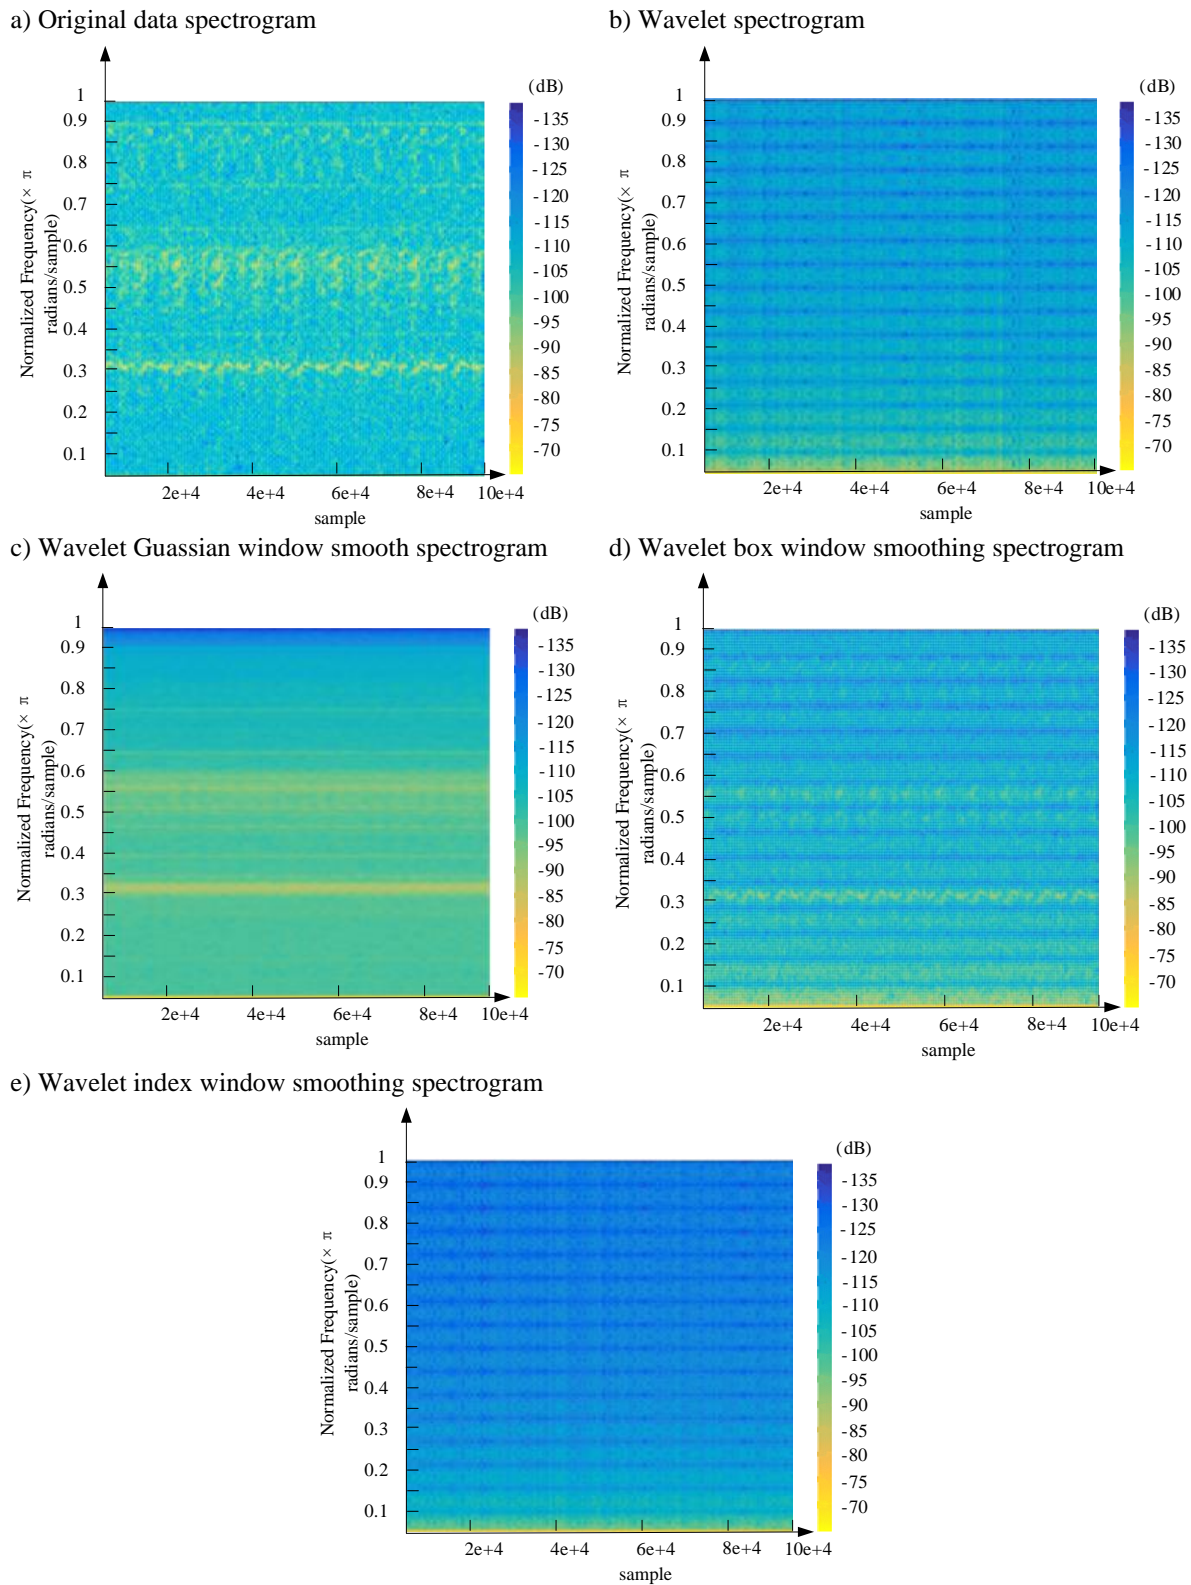 a) Original data spectrogram
(dB)
1
0.9
0.8
0.7
0.6
0.5
0.4
0.3
0.2
0.1
Normalized Frequency(× π
radians/sample)
2e+4
4e+4
6e+4
8e+4
10e+4
sample
-135
-130
-120
-115
-110
-105
-100
-95
-90
-85
-80
-75
-70
b) Wavelet spectrogram
(dB)
1
0.9
0.8
0.7
0.6
0.5
0.4
0.3
0.2
0.1
Normalized Frequency(× π
radians/sample)
2e+4
4e+4
6e+4
8e+4
10e+4
sample
-135
-130
-120
-115
-110
-105
-100
-95
-90
-85
-80
-75
-70
c) Wavelet Guassian window smooth spectrogram
(dB)
1
0.9
0.8
0.7
0.6
0.5
0.4
0.3
0.2
0.1
Normalized Frequency(× π
radians/sample)
2e+4
4e+4
6e+4
8e+4
10e+4
sample
-135
-130
-120
-115
-110
-105
-100
-95
-90
-85
-80
-75
-70
d) Wavelet box window smoothing spectrogram
(dB)
1
0.9
0.8
0.7
0.6
0.5
0.4
0.3
0.2
0.1
Normalized Frequency(× π
radians/sample)
2e+4
4e+4
6e+4
8e+4
10e+4
sample
-135
-130
-120
-115
-110
-105
-100
-95
-90
-85
-80
-75
-70
e) Wavelet index window smoothing spectrogram
(dB)
1
0.9
0.8
0.7
0.6
0.5
0.4
0.3
0.2
0.1
Normalized Frequency(× π
radians/sample)
2e+4
4e+4
6e+4
8e+4
10e+4
sample
-135
-130
-125
-115
-110
-105
-100
-95
-90
-85
-80
-75
-70